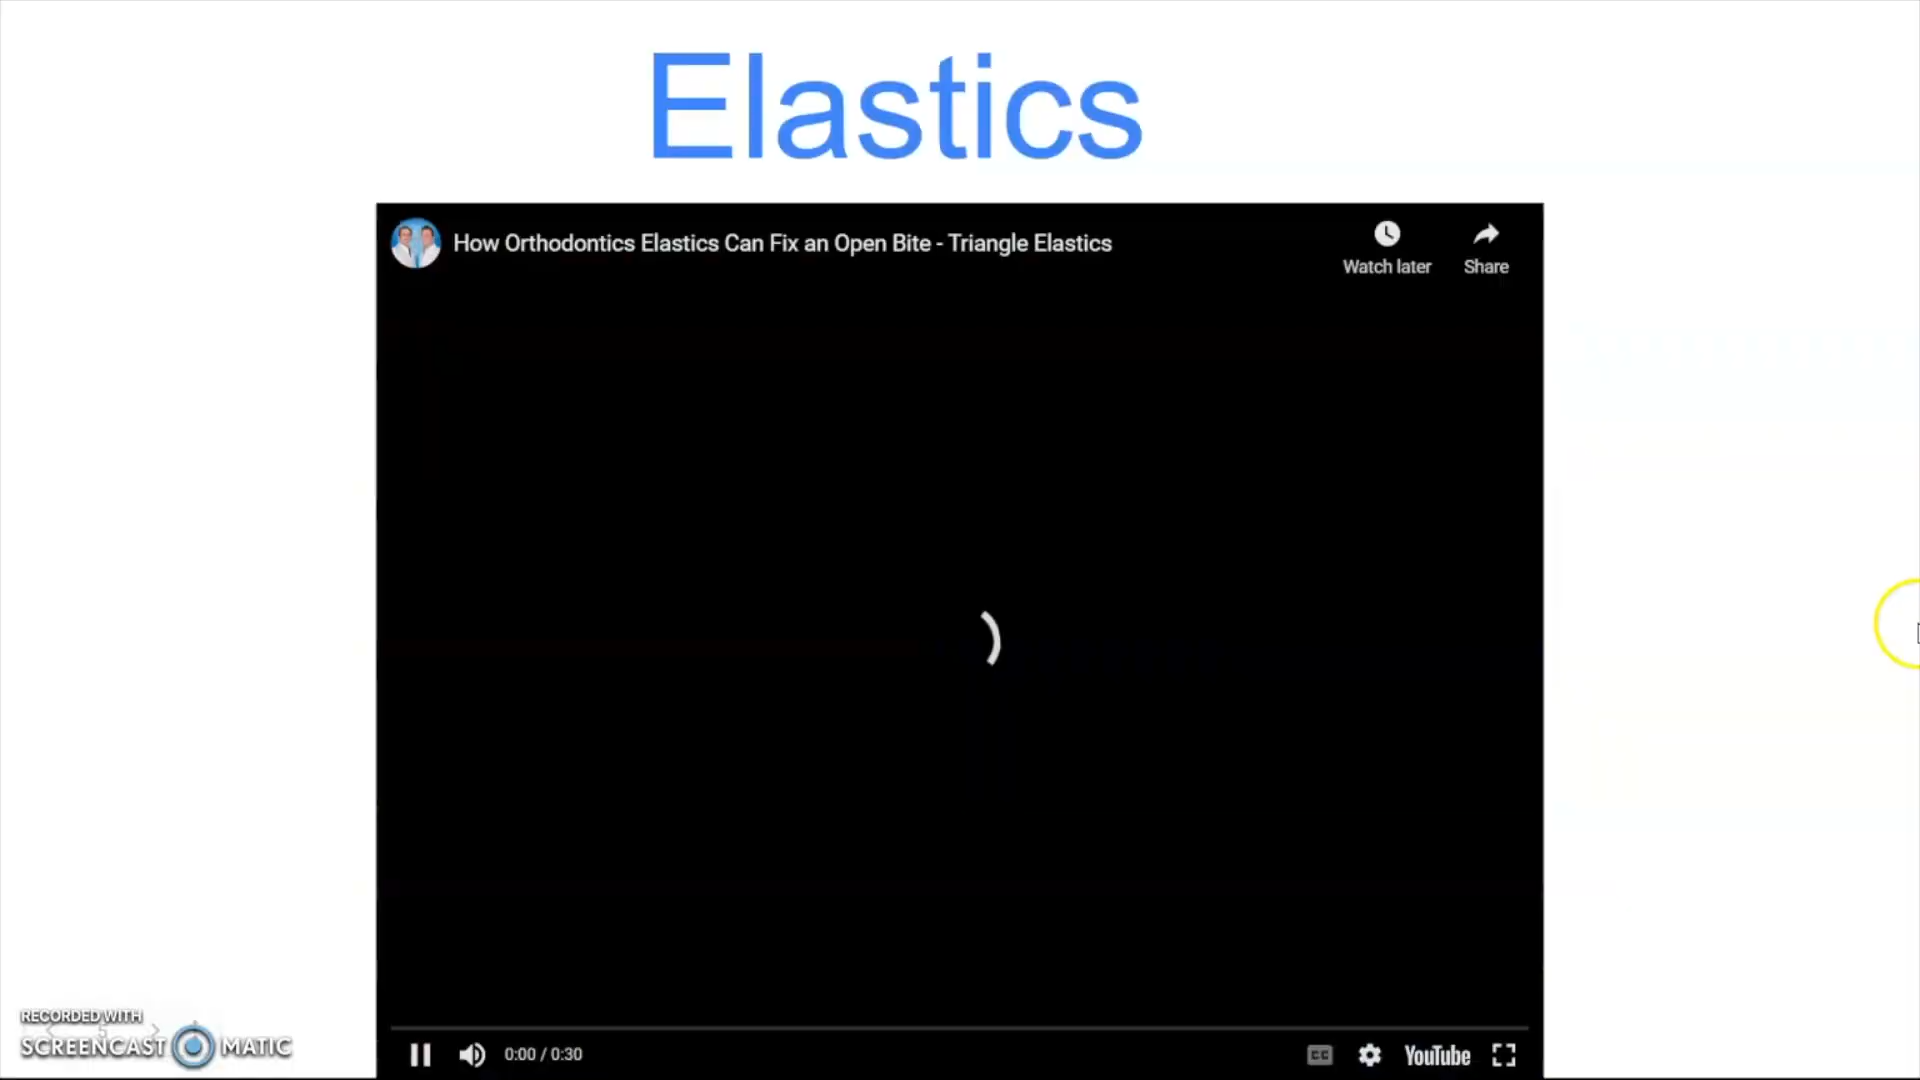 Elastics
How Orthodontics Elastics Can Fix an Open Bite - Triangle Elastics
Watch later
Share
RECORDED WITH
SCREENCAST MATIC
0:00 / 0:30
CC
YouTube